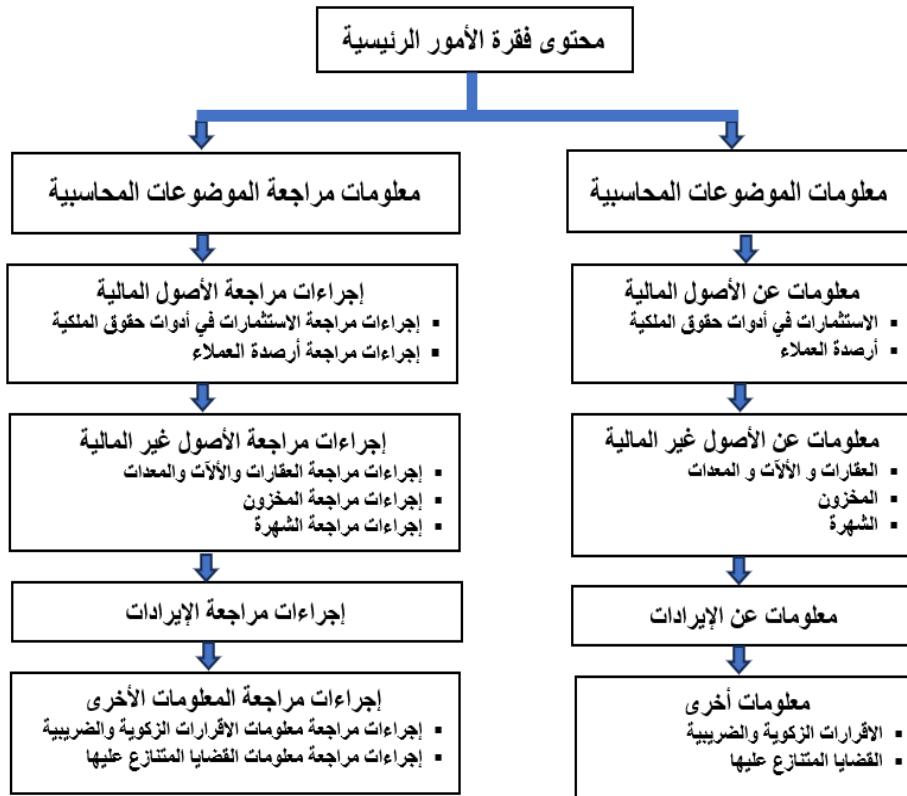 محتوى فقرة الأمور الرئيسية
معلومات الموضوعات المحاسبية
معلومات عن الأصول المالية
▪ الاستثمارات في أدوات حقوق الملكية
▪ أرصدة العملاء
معلومات عن الأصول غير المالية
▪ العقارات و الألآت و المعدات
▪ المخزون
▪ الشهرة
معلومات عن الإيرادات
معلومات أخرى
▪ الاقرارات الزكوية والضريبية
▪ القضايا المتنازع عليها
معلومات مراجعة الموضوعات المحاسبية
إجراءات مراجعة الأصول المالية
▪ إجراءات مراجعة الاستثمارات في أدوات حقوق الملكية
▪ إجراءات مراجعة أرصدة العملاء
إجراءات مراجعة الأصول غير المالية
▪ إجراءات مراجعة العقارات والألآت والمعدات
▪ إجراءات مراجعة المخزون
▪ إجراءات مراجعة الشهرة
إجراءات مراجعة الإيرادات
إجراءات مراجعة المعلومات الأخرى
▪ إجراءات مراجعة معلومات الاقرارات الزكوية والضريبية
▪ إجراءات مراجعة معلومات القضايا المتنازع عليها